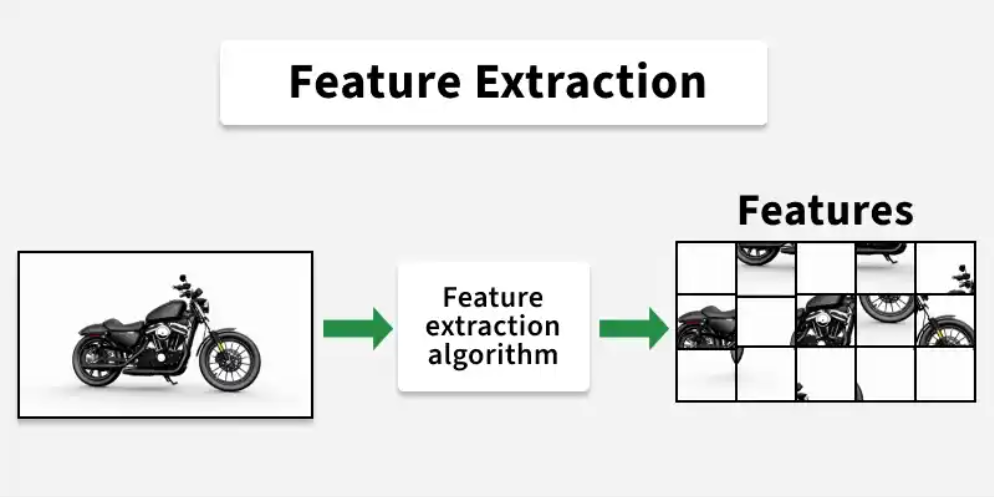 Feature Extraction
Features
Feature
extraction
algorithm